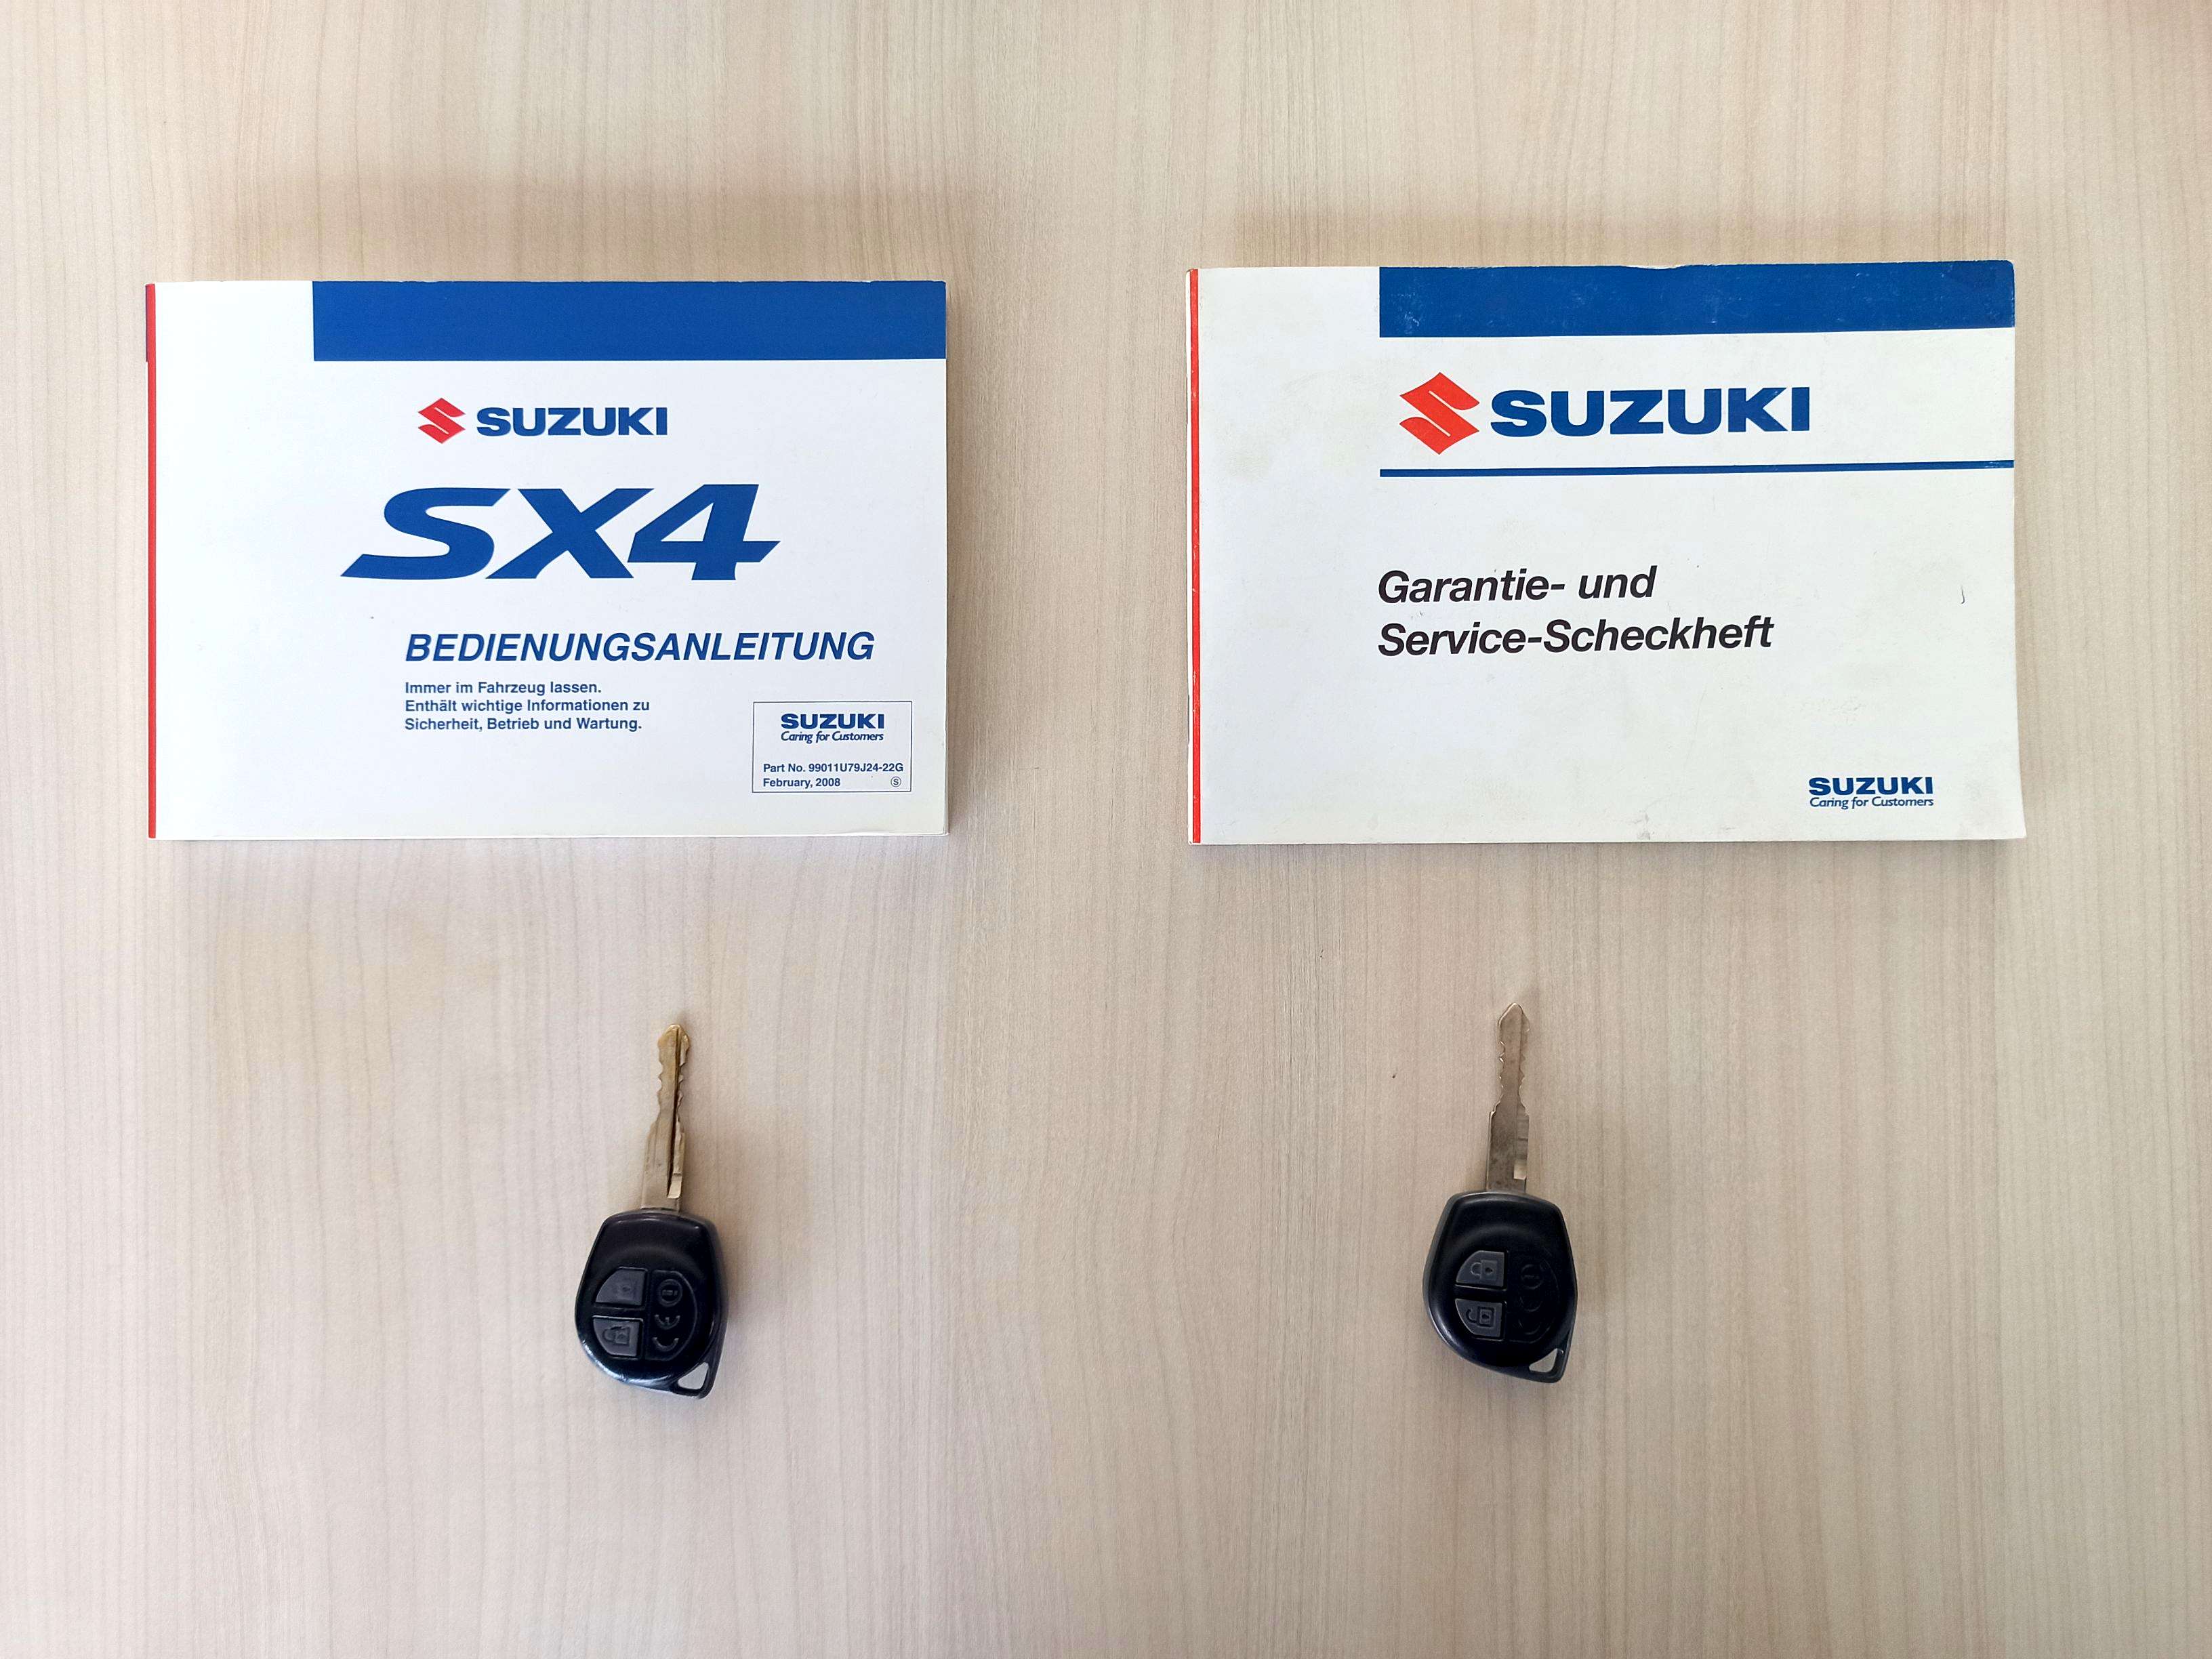 SUZUKI
SX4
BEDIENUNGSANLEITUNG
Immer im Fahrzeug lassen.
Enthält wichtige Informationen zu
Sicherheit, Betrieb und Wartung.
SUZUKI
Caring for Customers
Part No. 99011U79J24-22G
February, 2008 Ⓢ
SUZUKI
Garantie- und
Service-Scheckheft
SUZUKI
Caring for Customers
CE